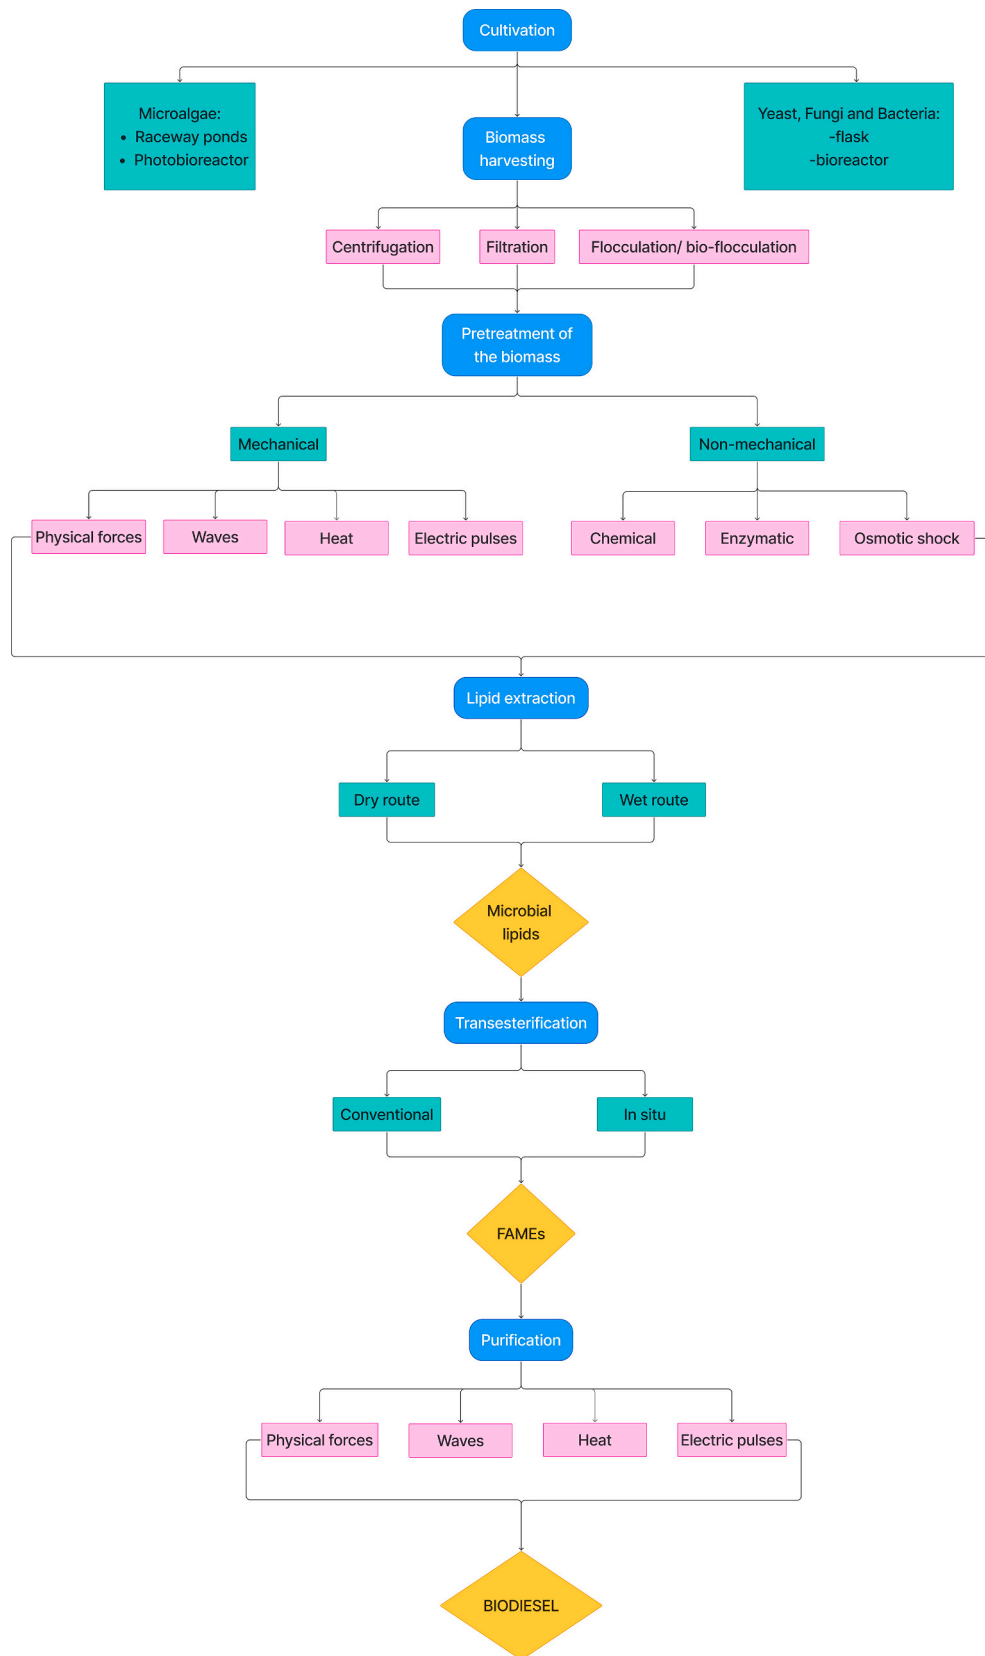 Cultivation
Microalgae:
• Raceway ponds
• Photobioreactor
Yeast, Fungi and Bacteria:
-flask
-bioreactor
Biomass
harvesting
Centrifugation
Filtration
Flocculation/ bio-flocculation
Pretreatment of
the biomass
Mechanical
Non-mechanical
Physical forces
Waves
Heat
Electric pulses
Chemical
Enzymatic
Osmotic shock
Lipid extraction
Dry route
Wet route
Microbial
lipids
Transesterification
Conventional
In situ
FAMEs
Purification
Physical forces
Waves
Heat
Electric pulses
BIODIESEL